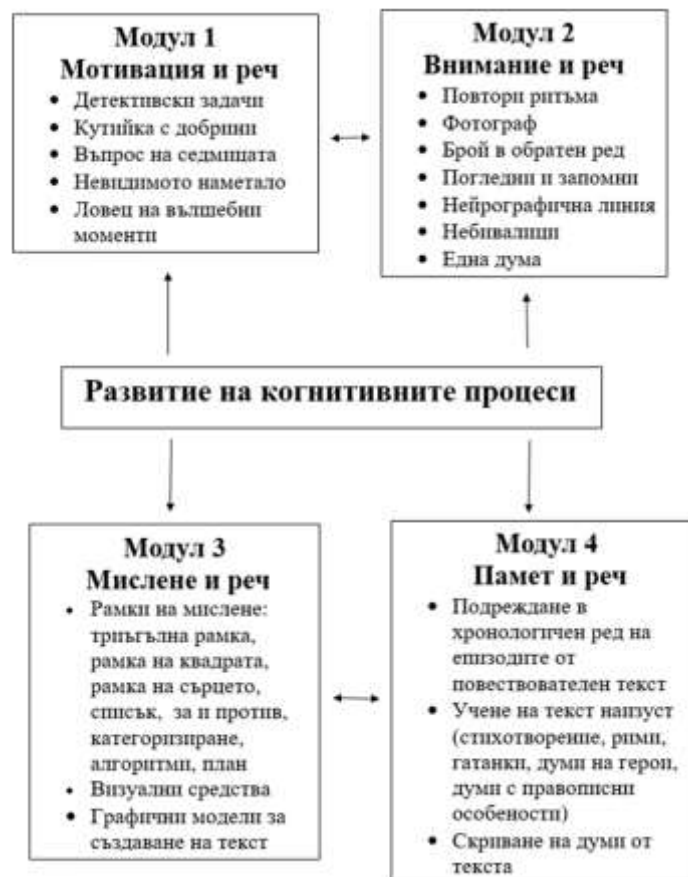 Модул 1
Мотивация и реч
• Детективски задачи
• Кутийка с добрини
• Въпрос на седмицата
• Невидимото наметало
• Ловец на вълшебни
моменти
Модул 2
Внимание и реч
• Повтори ритъма
• Фотограф
• Брой в обратен ред
• Погледни и запомни
• Нейрографична линия
• Небивалици
• Една дума
Развитие на когнитивните процеси
Модул 3
Мислене и реч
• Рамки на мислене:
триъгълна рамка,
рамка на квадрата,
рамка на сърцето,
списък, за и против,
категоризиране,
алгоритми, план
• Визуални средства
• Графични модели за
създаване на текст
Модул 4
Памет и реч
• Подреждане в
хронологичен ред на
епизодите от
повествователен текст
• Учене на текст наизуст
(стихотворение, рими,
гатанки, думи на герои,
думи с правописни
особености)
• Скриване на думи от
текста